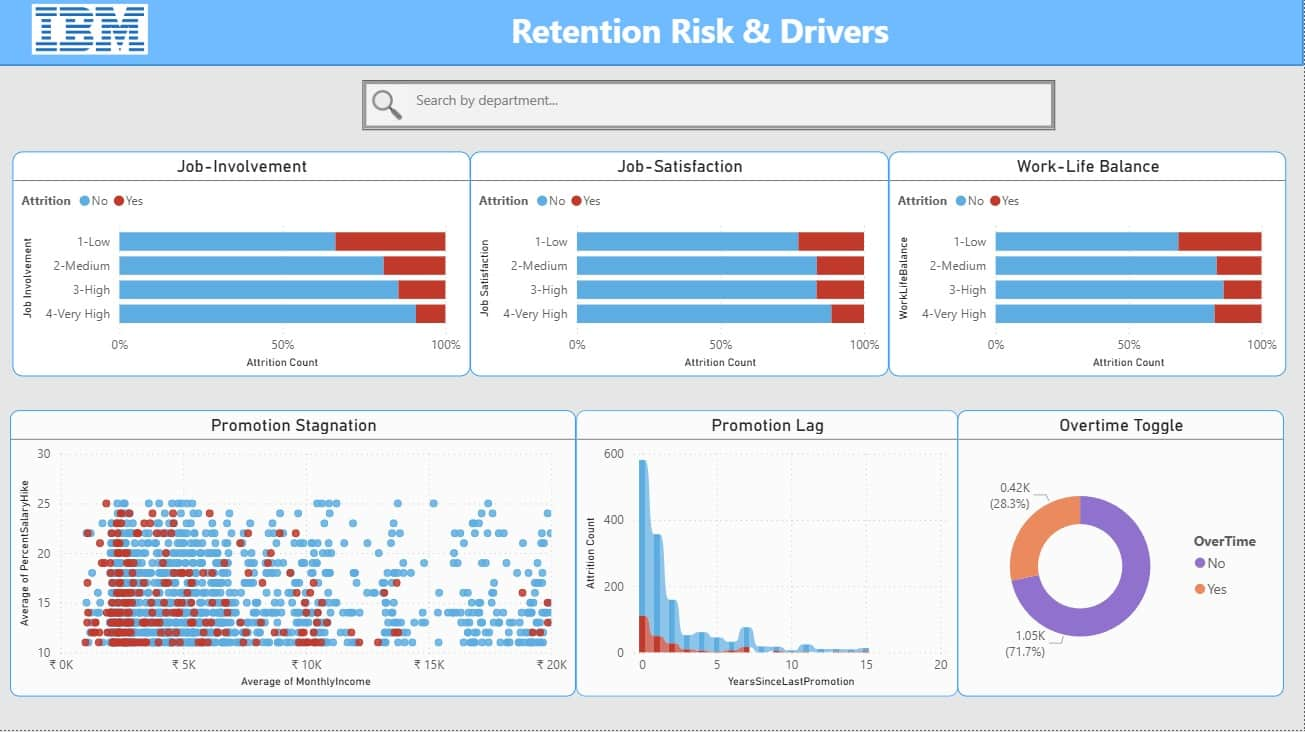 IBM
Retention Risk & Drivers
Search by department...
Job-Involvement
Attrition No Yes
Job Involvement
1-Low
2-Medium
3-High
4-Very High
0% 50% 100%
Attrition Count
Job-Satisfaction
Attrition No Yes
Job Satisfaction
1-Low
2-Medium
3-High
4-Very High
0% 50% 100%
Attrition Count
Work-Life Balance
Attrition No Yes
WorkLifeBalance
1-Low
2-Medium
3-High
4-Very High
0% 50% 100%
Attrition Count
Promotion Stagnation
Average of PercentSalaryHike
30
25
20
15
10
₹ 0K ₹ 5K ₹ 10K ₹ 15K ₹ 20K
Average of MonthlyIncome
Promotion Lag
Attrition Count
600
400
200
0
0 5 10 15 20
YearsSinceLastPromotion
Overtime Toggle
0.42K
(28.3%)
1.05K
(71.7%)
OverTime
No
Yes